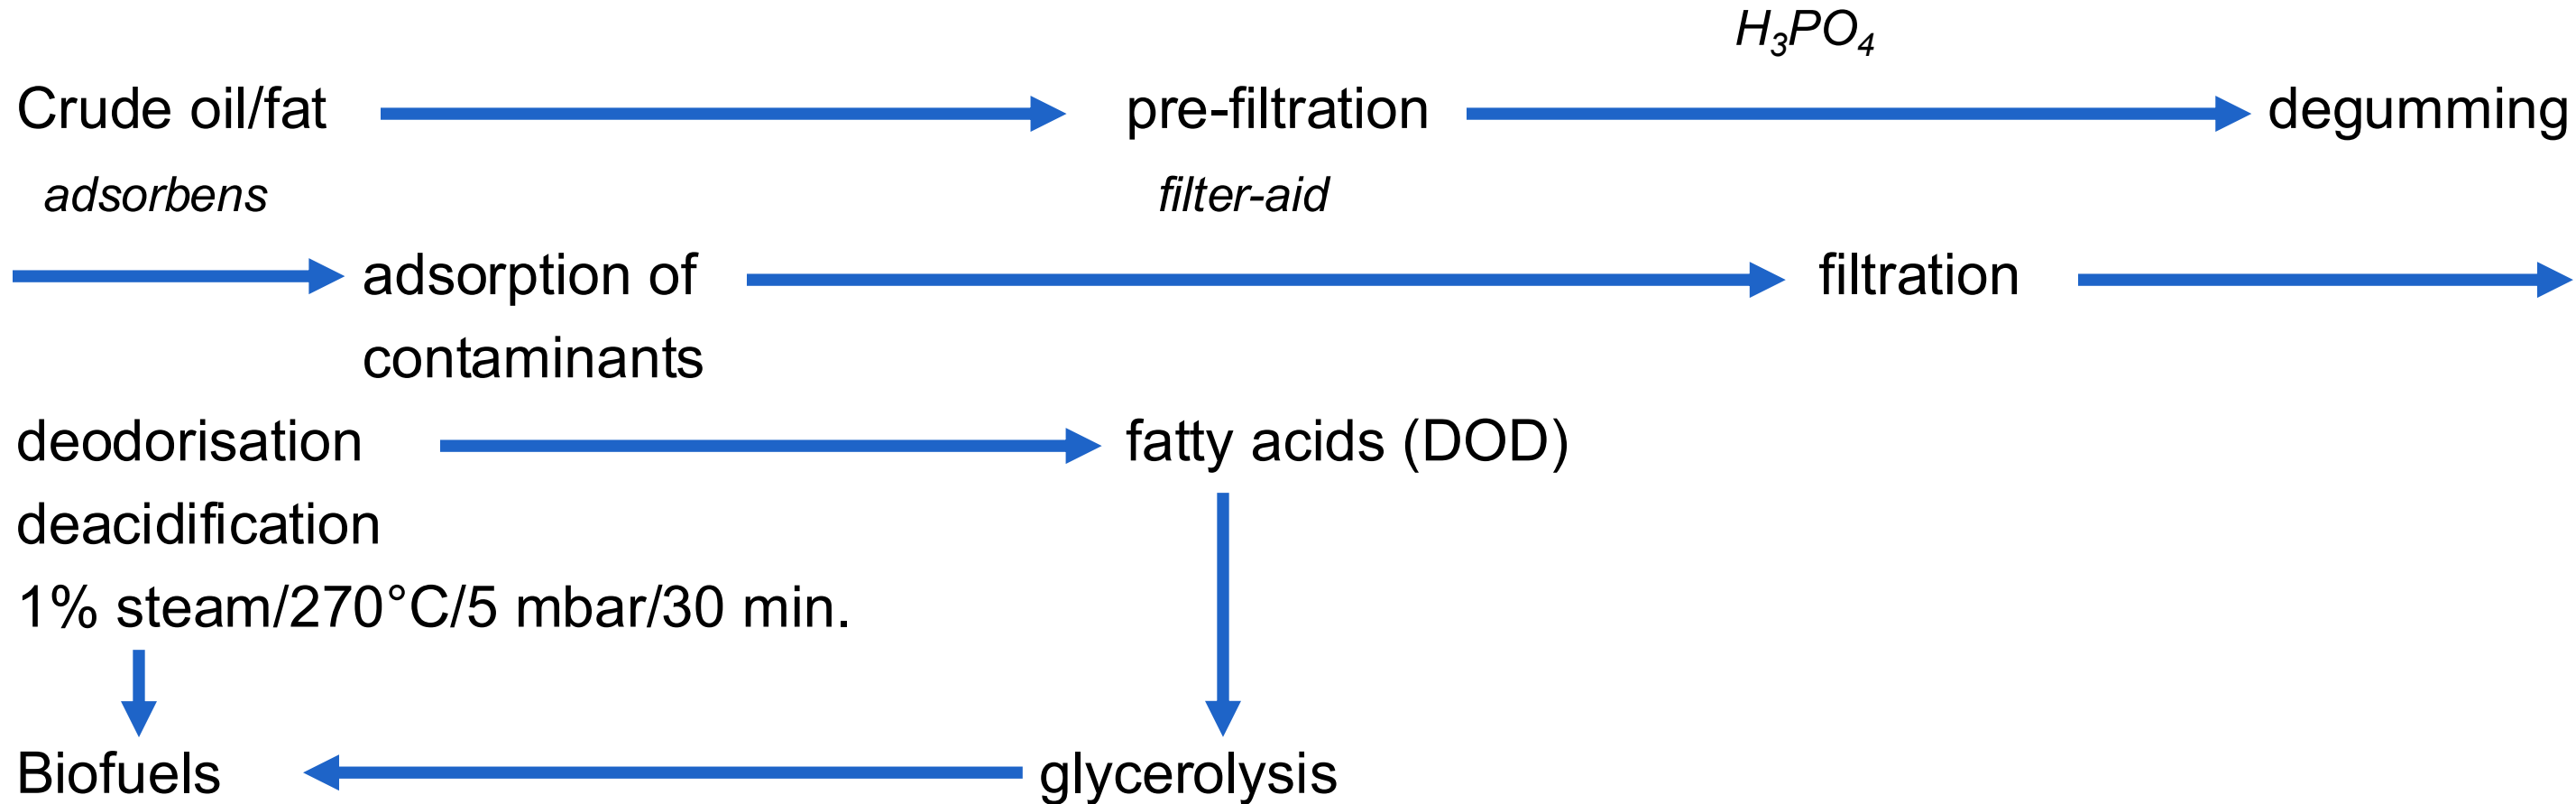 H₃PO₄
Crude oil/fat pre-filtration degumming
adsorbens filter-aid
adsorption of filtration
contaminants
deodorisation fatty acids (DOD)
deacidification
1% steam/270°C/5 mbar/30 min.
Biofuels glycerolysis